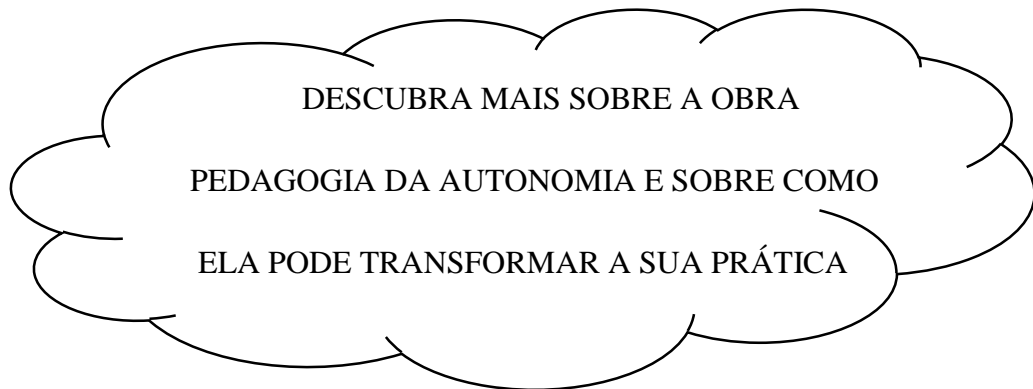 DESCUBRA MAIS SOBRE A OBRA
PEDAGOGIA DA AUTONOMIA E SOBRE COMO
ELA PODE TRANSFORMAR A SUA PRÁTICA